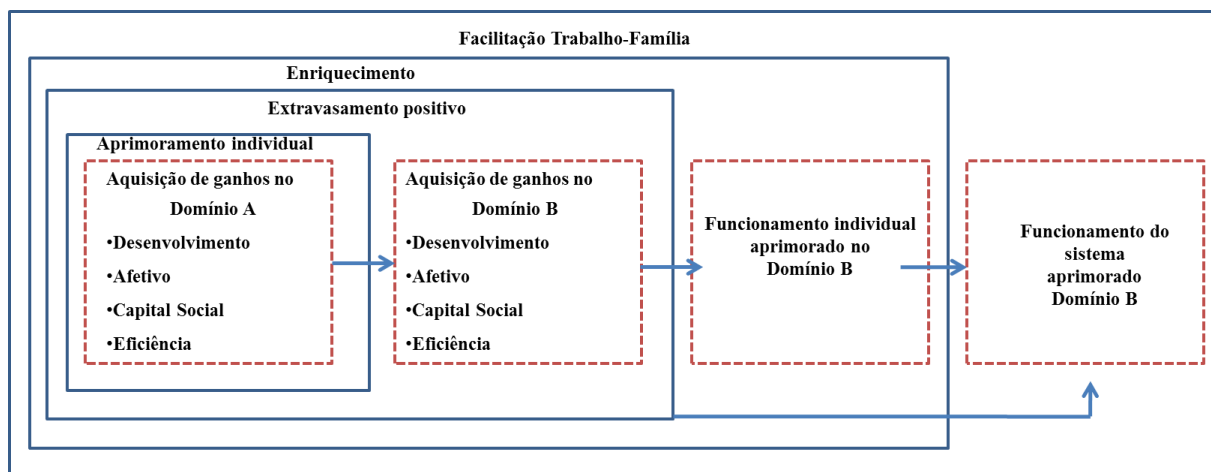 Facilitação Trabalho-Família
Enriquecimento
Extravasamento positivo
Aprimoramento individual
Aquisição de ganhos no
Domínio A
•Desenvolvimento
•Afetivo
•Capital Social
•Eficiência
Aquisição de ganhos no
Domínio B
•Desenvolvimento
•Afetivo
•Capital Social
•Eficiência
Funcionamento individual
aprimorado no
Domínio B
Funcionamento do
sistema
aprimorado
Domínio B